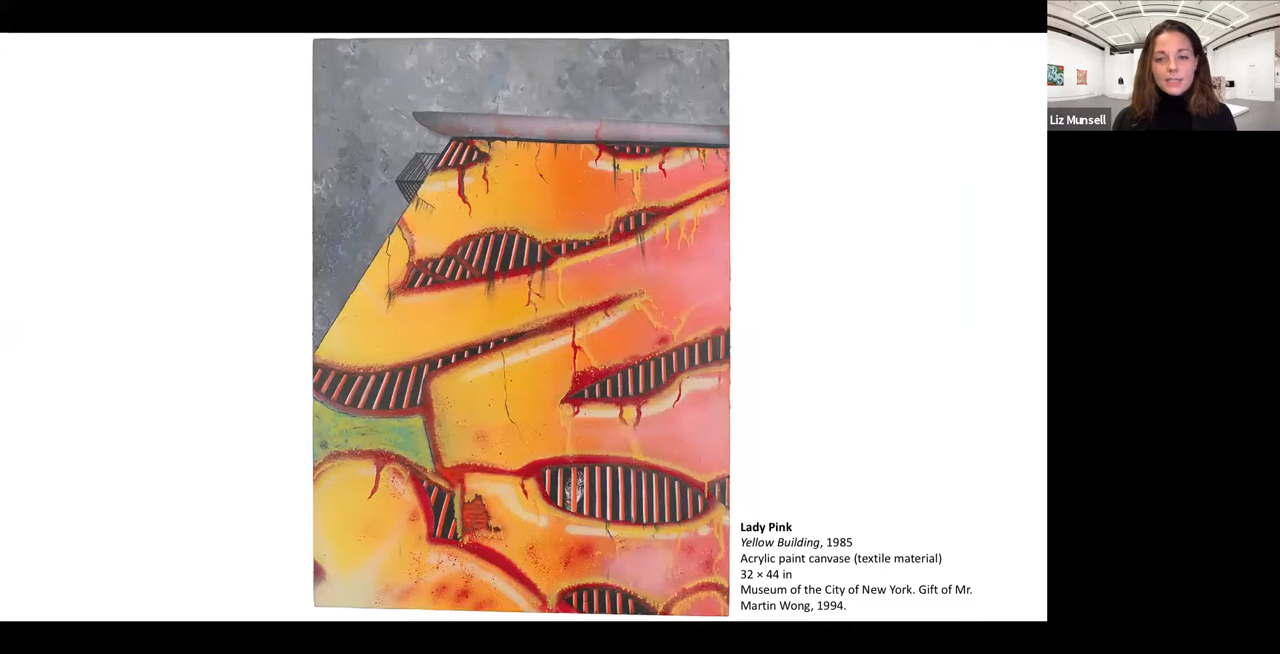 Liz Munsell
Lady Pink
Yellow Building, 1985
Acrylic paint canvase (textile material)
32 × 44 in
Museum of the City of New York. Gift of Mr.
Martin Wong, 1994.